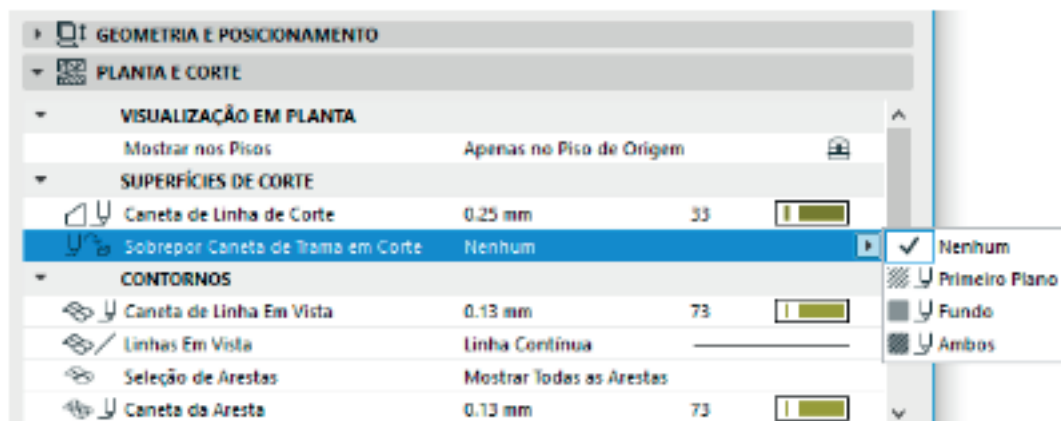 GEOMETRIA E POSICIONAMENTO
PLANTA E CORTE
VISUALIZAÇÃO EM PLANTA
Mostrar nos Pisos Apenas no Piso de Origem
SUPERFÍCIES DE CORTE
Caneta de Linha de Corte 0.25 mm 33
Sobrepor Caneta de Trama em Corte Nenhum
Nenhum
Primeiro Plano
Fundo
Ambos
CONTORNOS
Caneta de Linha Em Vista 0.13 mm 73
Linhas Em Vista Linha Contínua
Seleção de Arestas Mostrar Todas as Arestas
Caneta da Aresta 0.13 mm 73